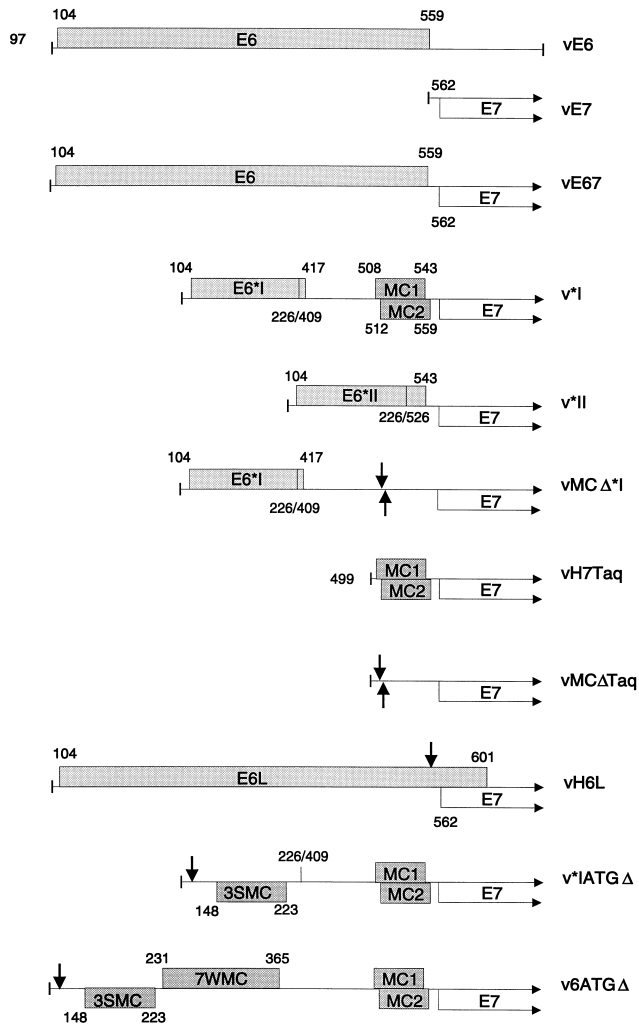 104 559
97 E6 vE6
562
E7 vE7
104 559
E6 vE67
E7
562
104 417 508 543
E6*I MC1 v*I
226/409 MC2 E7
512 559
104 543
E6*II v*II
226/526 E7
104 417
E6*I vMC Δ*I
226/409 E7
499 MC1 vH7Taq
MC2 E7
vMCΔTaq
E7
104 601
E6L vH6L
E7
562
226/409
MC1 v*IATG Δ
3SMC MC2 E7
148 223
231 365
7WMC MC1 v6ATG Δ
3SMC MC2 E7
148 223